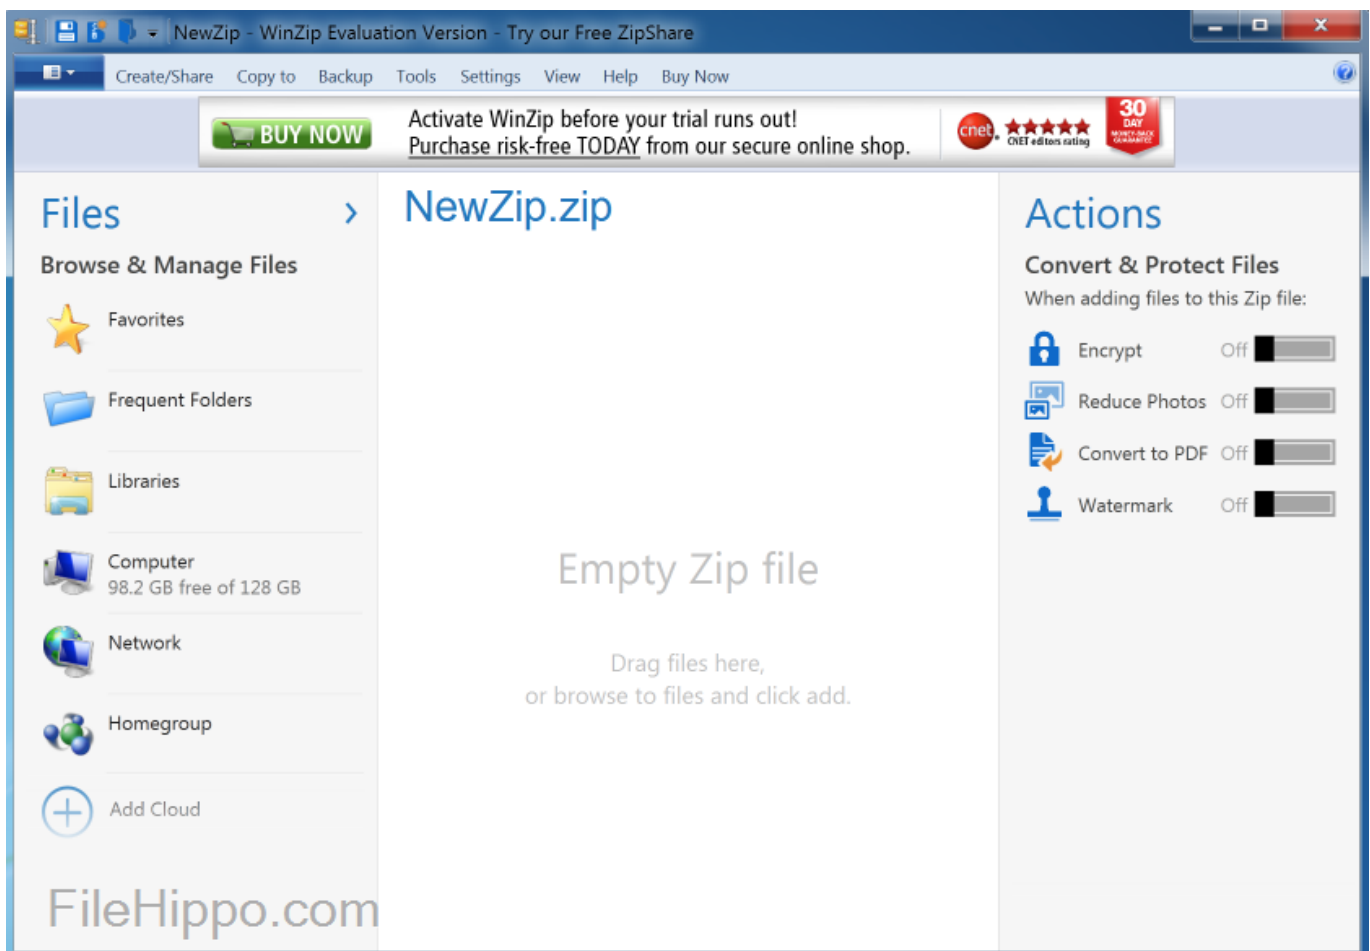 NewZip - WinZip Evaluation Version - Try our Free ZipShare
Create/Share Copy to Backup Tools Settings View Help Buy Now
BUY NOW
Activate WinZip before your trial runs out!
Purchase risk-free TODAY from our secure online shop.
cnet
CNET editors rating
30
DAY
MONEY-BACK
GUARANTEE
Files
Browse & Manage Files
Favorites
Frequent Folders
Libraries
Computer
98.2 GB free of 128 GB
Network
Homegroup
Add Cloud
FileHippo.com
NewZip.zip
Empty Zip file
Drag files here,
or browse to files and click add.
Actions
Convert & Protect Files
When adding files to this Zip file:
Encrypt Off
Reduce Photos Off
Convert to PDF Off
Watermark Off